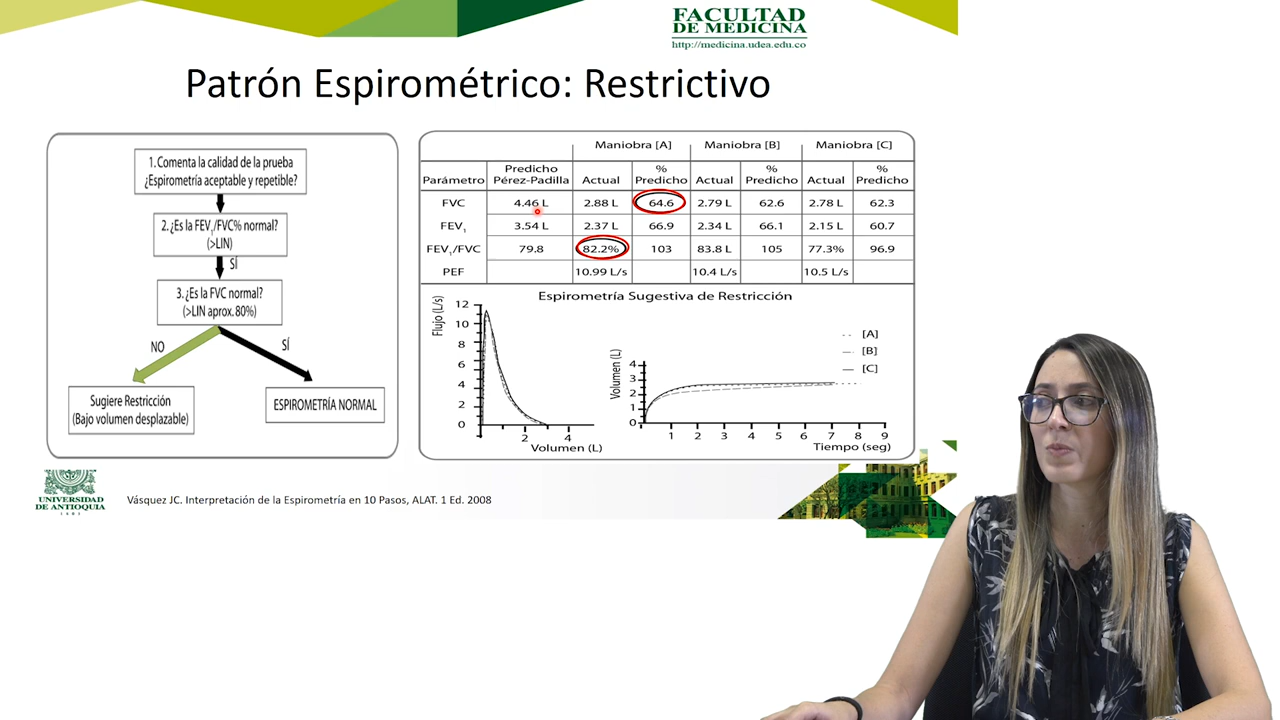 FACULTAD
DE MEDICINA
http://medicina.udea.edu.co
Patrón Espirométrico: Restrictivo
1. Comenta la calidad de la prueba
¿Espirometría aceptable y repetible?
2. ¿Es la FEV1/FVC% normal?
(>LIN)
SÍ
3. ¿Es la FVC normal?
(>LIN aprox. 80%)
NO
SÍ
Sugiere Restricción
(Bajo volumen desplazable)
ESPIROMETRÍA NORMAL
Maniobra [A] Maniobra [B] Maniobra [C]
Parámetro Predicho Pérez-Padilla Actual % Predicho Actual % Predicho Actual % Predicho
FVC 4.46 L 2.88 L 64.6 2.79 L 62.6 2.78 L 62.3
FEV1 3.54 L 2.37 L 66.9 2.34 L 66.1 2.15 L 60.7
FEV1/FVC 79.8 82.2% 103 83.8 L 105 77.3% 96.9
PEF 10.99 L/s 10.4 L/s 10.5 L/s
Espirometría Sugestiva de Restricción
Flujo (L/s)
12
10
8
6
4
2
0
2 4
Volumen (L)
Volumen (L)
4
3
2
1
0
1 2 3 4 5 6 7 8 9
Tiempo (seg)
[A]
[B]
[C]
UNIVERSIDAD
DE ANTIOQUIA
1803
Vásquez JC. Interpretación de la Espirometría en 10 Pasos, ALAT. 1 Ed. 2008